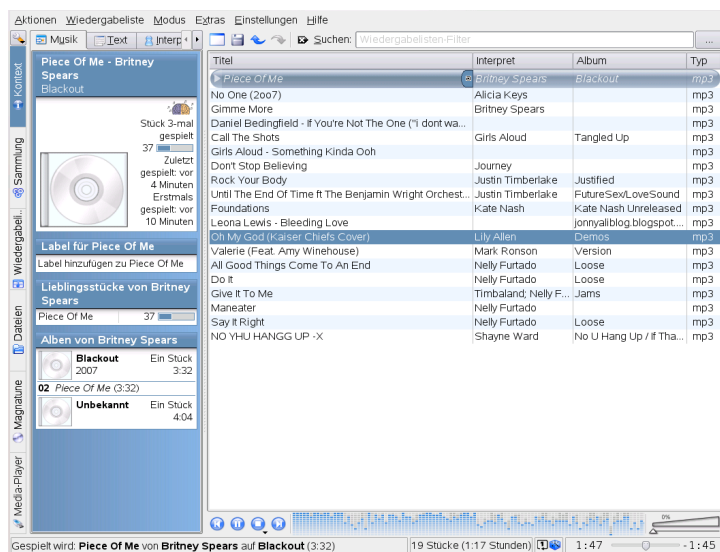 Aktionen Wiedergabeliste Modus Extras Einstellungen Hilfe
Musik Text Interp
Suchen: Wiedergabelisten-Filter ...
Kontext
Sammlung
Wiedergabeli..
Dateien
Magnatune
Media-Player
Piece Of Me - Britney
Spears
Blackout
Stück 3-mal
gespielt
37
Zuletzt
gespielt: vor
4 Minuten
Erstmals
gespielt: vor
10 Minuten
Label für Piece Of Me
Label hinzufügen zu Piece Of Me
Lieblingsstücke von Britney
Spears
Piece Of Me 37
Alben von Britney Spears
Blackout Ein Stück
2007 3:32
02 Piece Of Me (3:32)
Unbekannt Ein Stück
4:04
Titel Interpret Album Typ
Piece Of Me Britney Spears Blackout mp3
No One (2oo7) Alicia Keys mp3
Gimme More Britney Spears mp3
Daniel Bedingfield - If You're Not The One ("i dont wa... mp3
Call The Shots Girls Aloud Tangled Up mp3
Girls Aloud - Something Kinda Ooh mp3
Don't Stop Believing Journey mp3
Rock Your Body Justin Timberlake Justified mp3
Until The End Of Time ft The Benjamin Wright Orchest... Justin Timberlake FutureSex/LoveSound mp3
Foundations Kate Nash Kate Nash Unreleased mp3
Leona Lewis - Bleeding Love jonnyaliblog.blogspot.... mp3
Oh My God (Kaiser Chiefs Cover) Lily Allen Demos mp3
Valerie (Feat. Amy Winehouse) Mark Ronson Version mp3
All Good Things Come To An End Nelly Furtado Loose mp3
Do It Nelly Furtado Loose mp3
Give It To Me Timbaland; Nelly F... Jams mp3
Maneater Nelly Furtado mp3
Say It Right Nelly Furtado Loose mp3
NO YHU HANGG UP -X Shayne Ward No U Hang Up / If Tha... mp3
0%
Gespielt wird: Piece Of Me von Britney Spears auf Blackout (3:32) 19 Stücke (1:17 Stunden) 1:47 -1:45